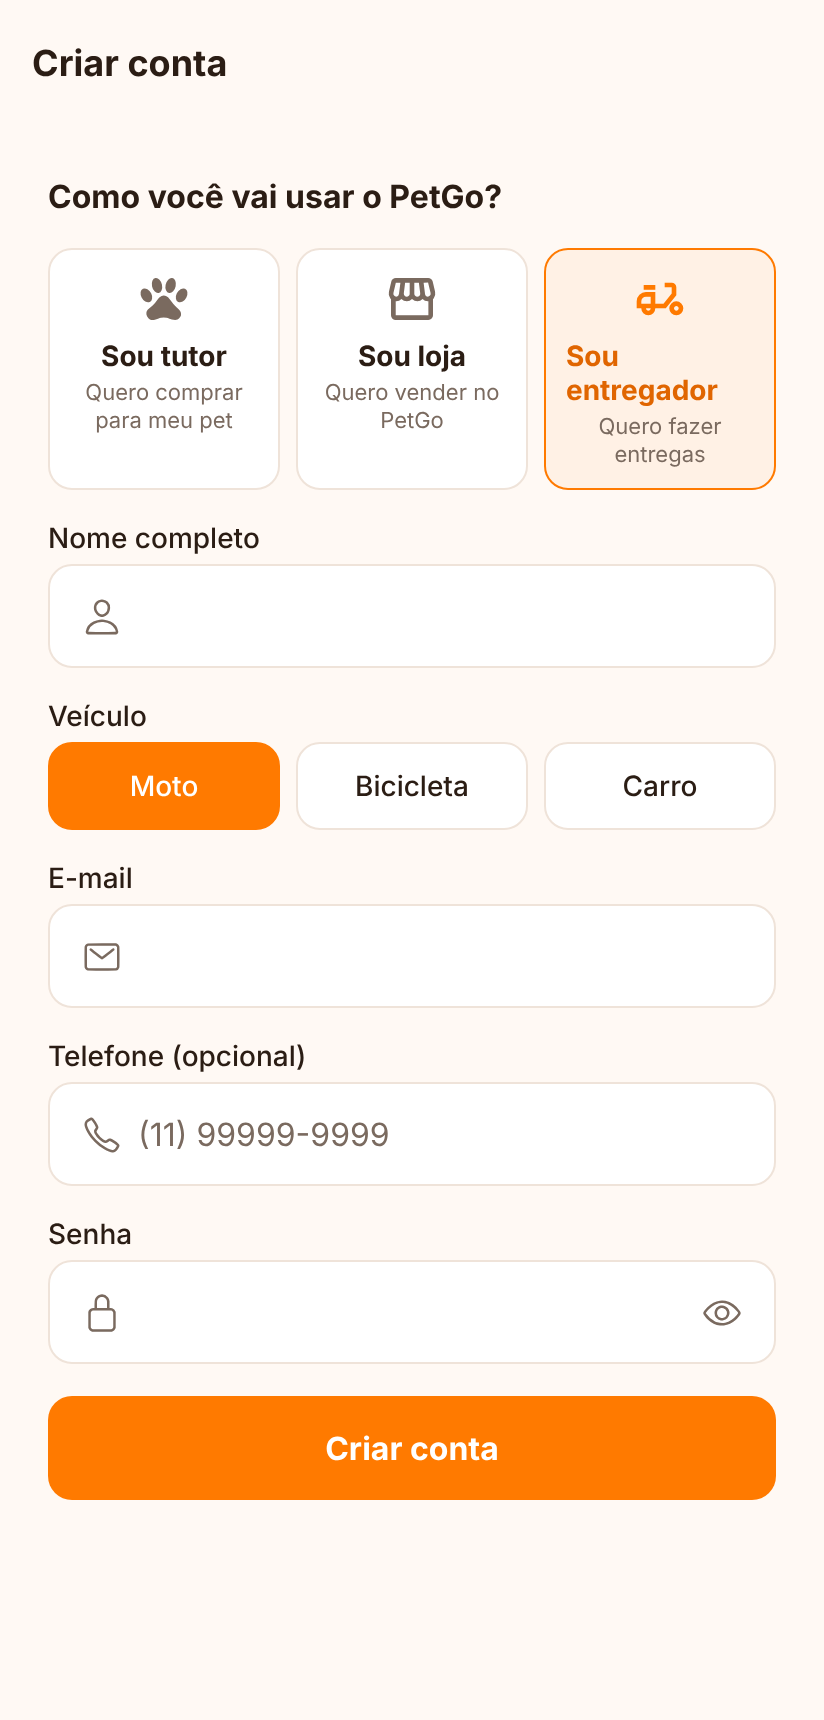 Criar conta
Como você vai usar o PetGo?
Sou tutor
Quero comprar
para meu pet
Sou loja
Quero vender no
PetGo
Sou
entregador
Quero fazer
entregas
Nome completo
Veículo
Moto
Bicicleta
Carro
E-mail
Telefone (opcional)
(11) 99999-9999
Senha
Criar conta